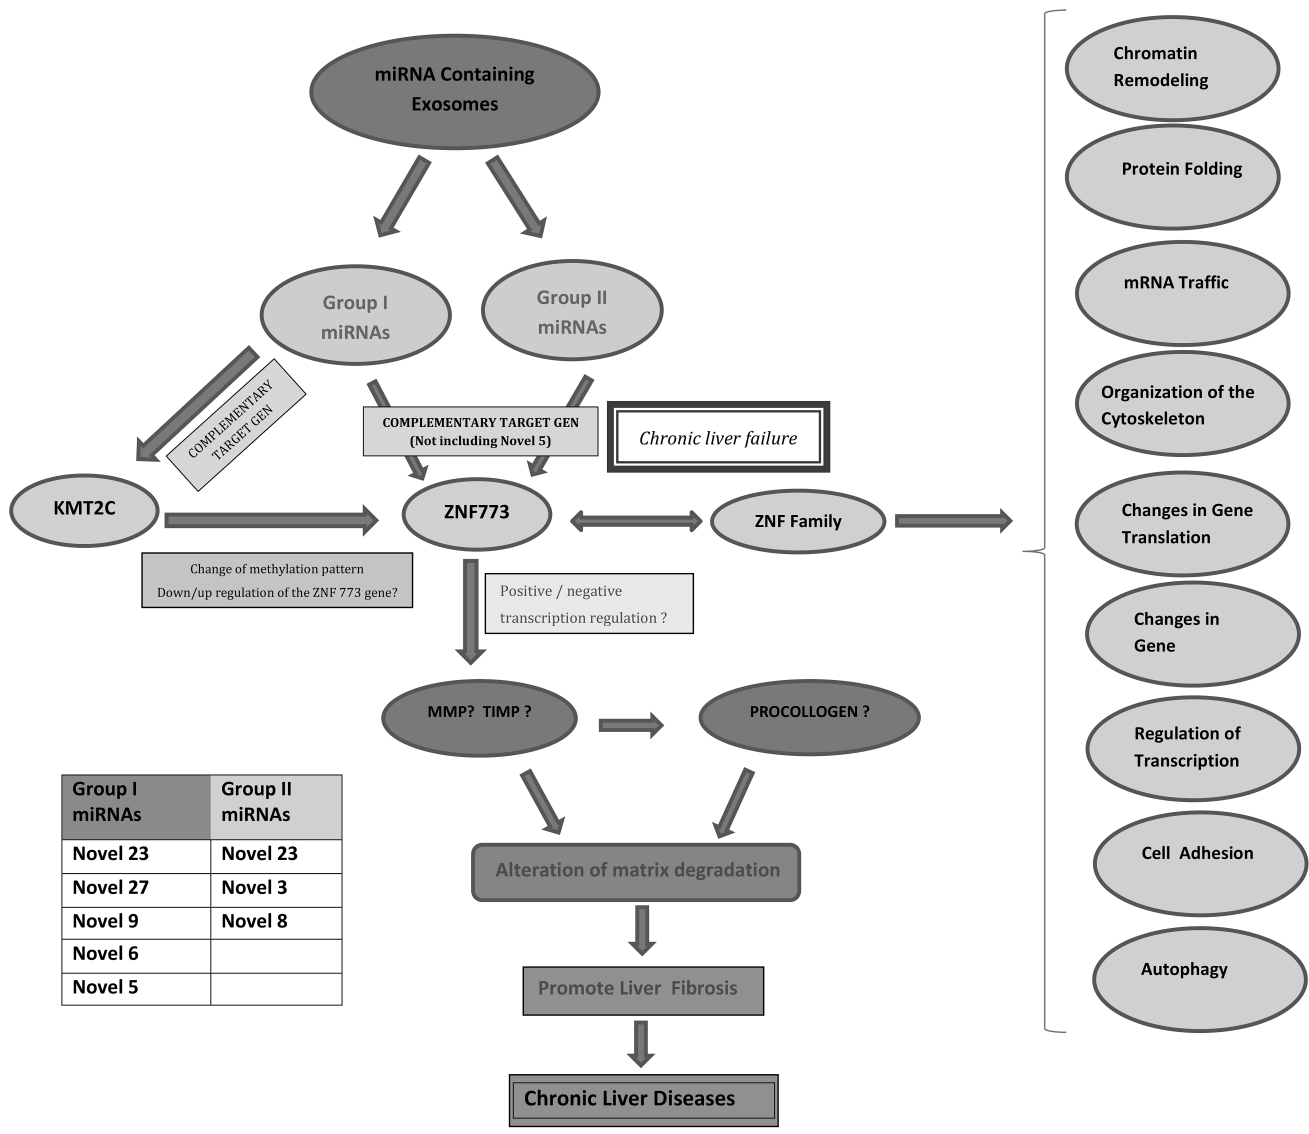 miRNA Containing
Exosomes
Group I
miRNAs
Group II
miRNAs
COMPLEMENTARY
TARGET GEN
COMPLEMENTARY TARGET GEN
(Not including Novel 5)
Chronic liver failure
KMT2C
ZNF773
ZNF Family
Change of methylation pattern
Down/up regulation of the ZNF 773 gene?
Positive / negative
transcription regulation ?
MMP? TIMP ?
PROCOLLAGEN ?
Alteration of matrix degradation
Promote Liver Fibrosis
Chronic Liver Diseases
Group I
miRNAs
Group II
miRNAs
Novel 23
Novel 23
Novel 27
Novel 3
Novel 9
Novel 8
Novel 6
Novel 5
Chromatin
Remodeling
Protein Folding
mRNA Traffic
Organization of the
Cytoskeleton
Changes in Gene
Translation
Changes in
Gene
Regulation of
Transcription
Cell Adhesion
Autophagy